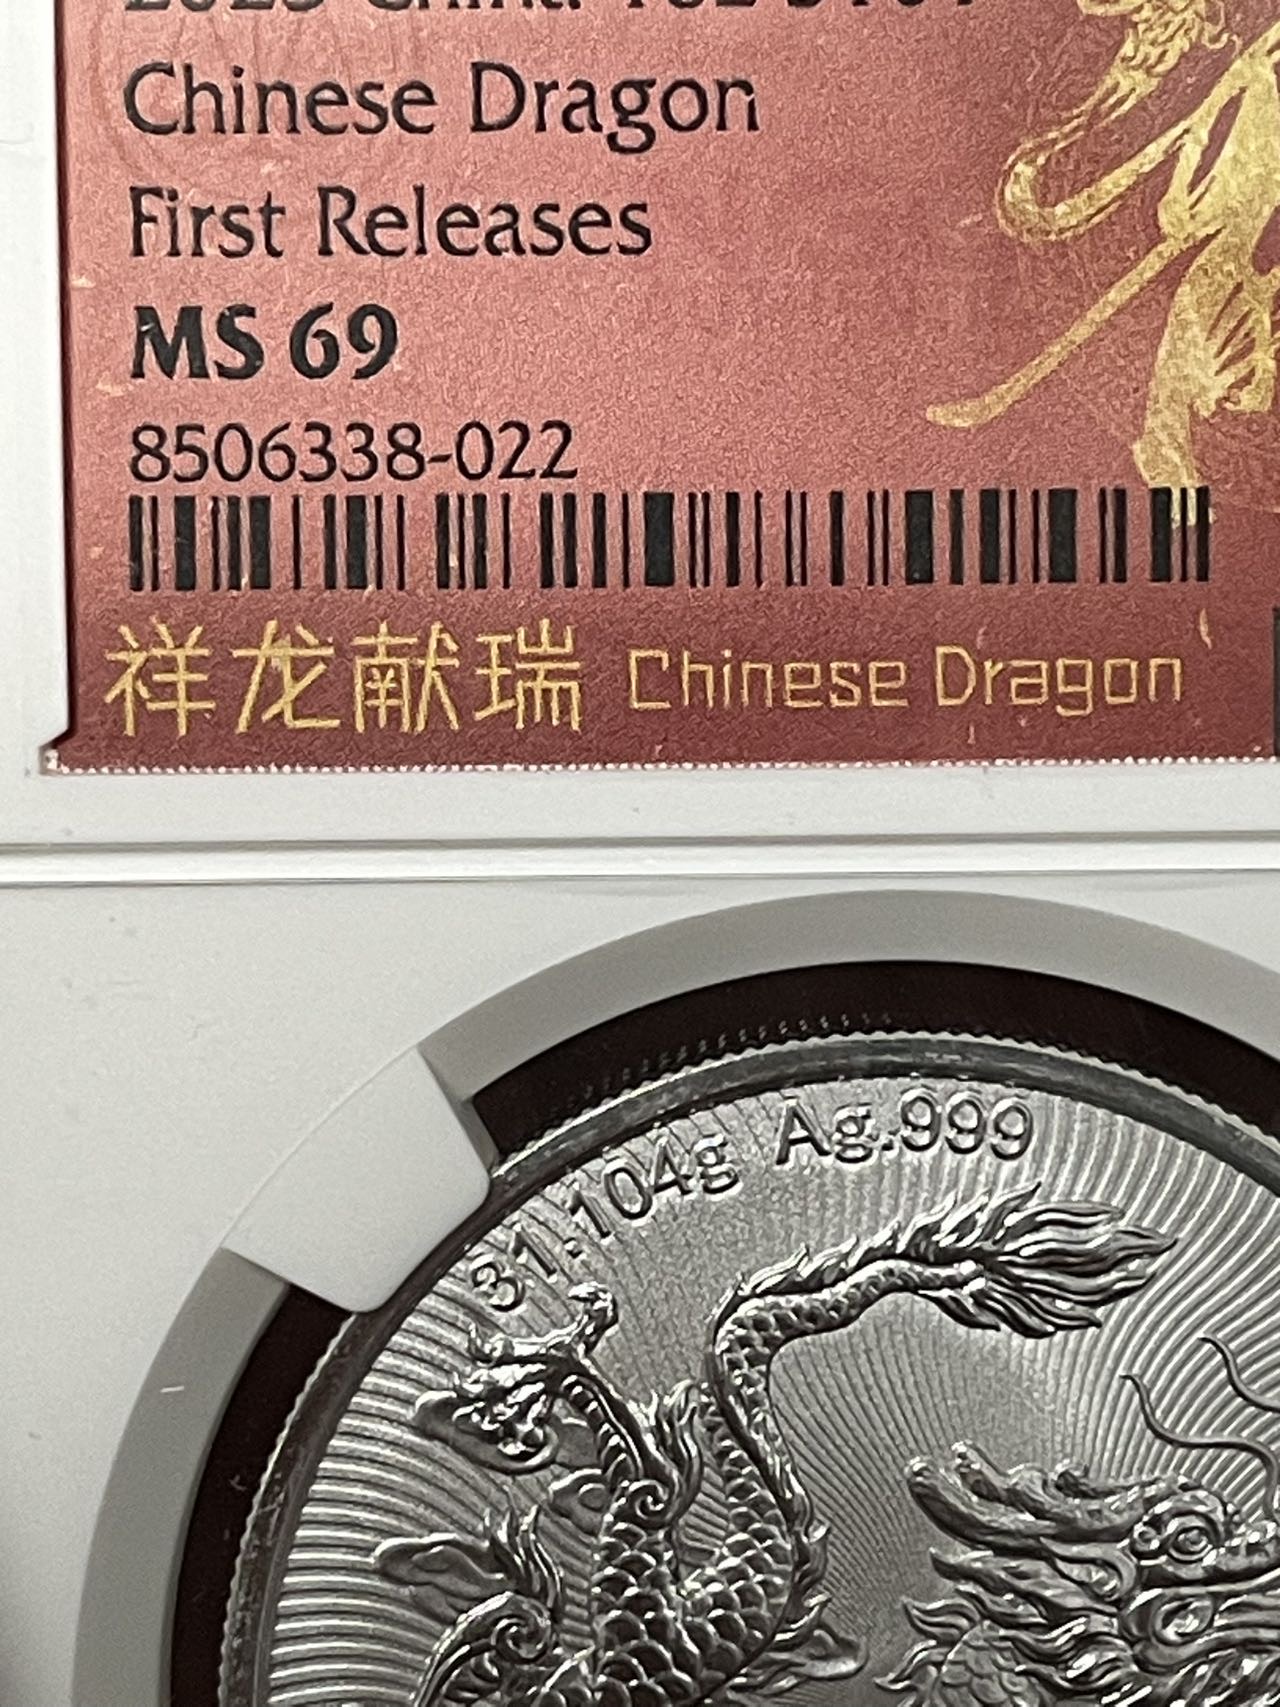 Chinese Dragon
First Releases
MS 69
8506338-022
祥龙献瑞 Chinese Dragon
31.104g Ag.999